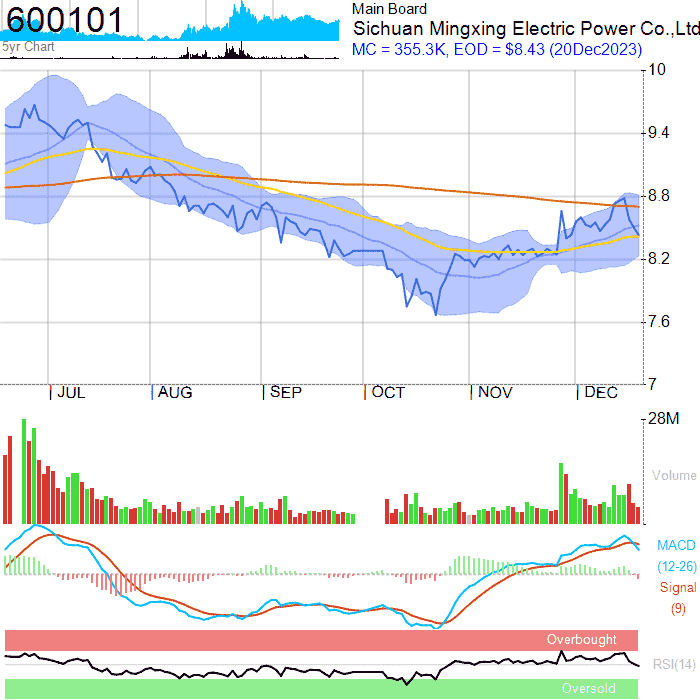 600101
5yr Chart
Main Board
Sichuan Mingxing Electric Power Co.,Ltd
MC = 355.3K, EOD = $8.43 (20Dec2023)
10
9.4
8.8
8.2
7.6
7
JUL AUG SEP OCT NOV DEC
28M
Volume
MACD
(12-26)
Signal
(9)
Overbought
RSI(14)
Oversold